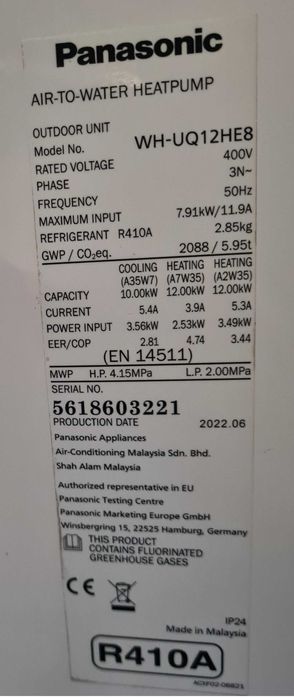 Panasonic
AIR-TO-WATER HEATPUMP
OUTDOOR UNIT
Model No. WH-UQ12HE8
RATED VOLTAGE 400V
PHASE 3N~
FREQUENCY 50Hz
MAXIMUM INPUT 7.91kW/11.9A
REFRIGERANT R410A 2.85kg
GWP / CO₂eq. 2088 / 5.95t
COOLING HEATING HEATING
(A35W7) (A7W35) (A2W35)
CAPACITY 10.00kW 12.00kW 12.00kW
CURRENT 5.4A 3.9A 5.3A
POWER INPUT 3.56kW 2.53kW 3.49kW
EER/COP 2.81 4.74 3.44
(EN 14511)
MWP H.P. 4.15MPa L.P. 2.00MPa
SERIAL NO.
5618603221
PRODUCTION DATE 2022.06
Panasonic Appliances
Air-Conditioning Malaysia Sdn. Bhd.
Shah Alam Malaysia
Authorized representative in EU
Panasonic Testing Centre
Panasonic Marketing Europe GmbH
Winsbergring 15, 22525 Hamburg, Germany
THIS PRODUCT
CONTAINS FLUORINATED
GREENHOUSE GASES
CE
IP24
Made in Malaysia
R410A